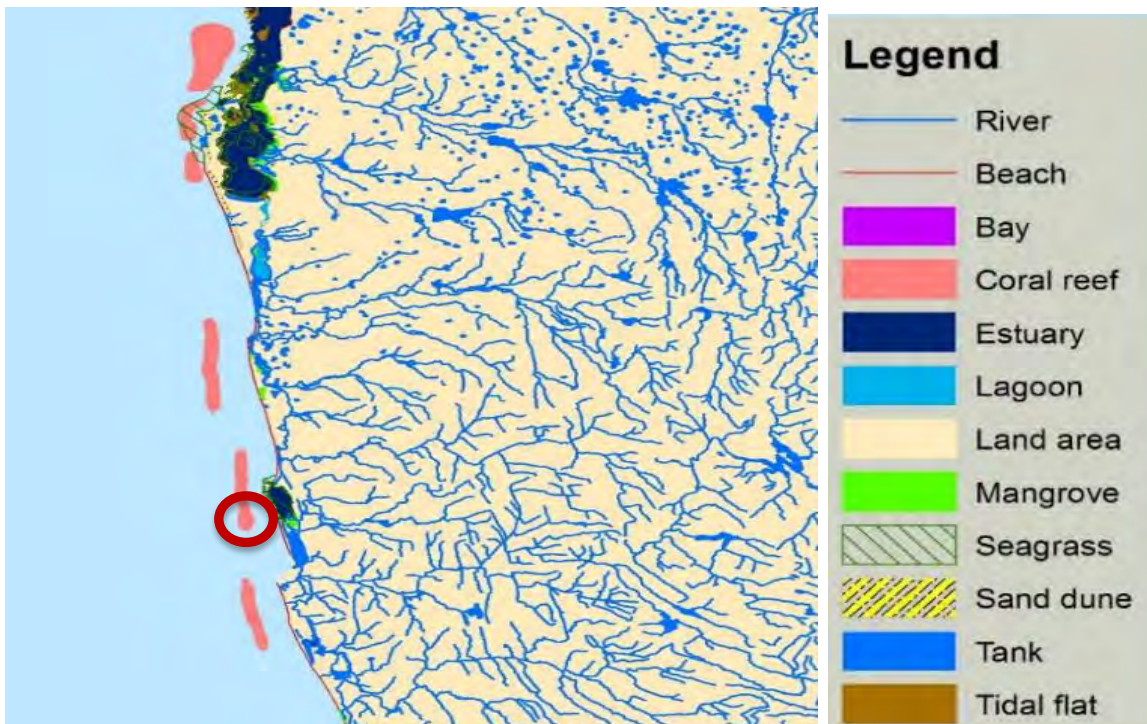 Legend
River
Beach
Bay
Coral reef
Estuary
Lagoon
Land area
Mangrove
Seagrass
Sand dune
Tank
Tidal flat